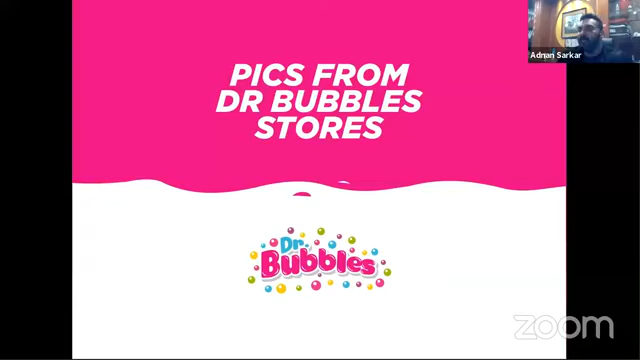 PICS FROM
DR BUBBLES
STORES
Adnan Sarkar
Dr.
Bubbles
zoom